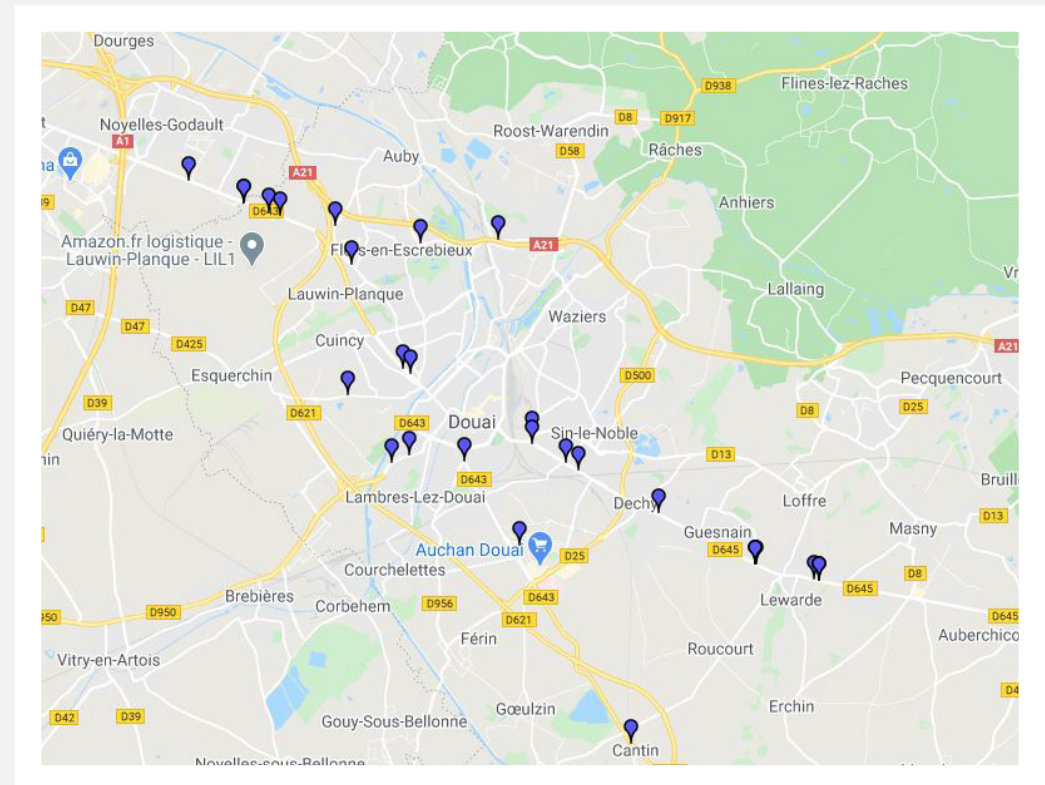 Dourges
D938
Flines-lez-Raches
Noyelles-Godault
A1
D8
D917
Roost-Warendin
D58
Râches
Auby
A21
Anhiers
D643
Amazon.fr logistique -
Lauwin-Planque - LIL1
en-Escrebieux
A21
Lallaing
Lauwin-Planque
D47
D47
Waziers
D425
Cuincy
A21
Esquerchin
D500
Pecquencourt
D39
D621
D643
Douai
D8
D25
Quiéry-la-Motte
Sin-le-Noble
D13
D643
Lambres-Lez-Douai
Dechy
Loffre
D13
Guesnain
Masny
Auchan Douai
D25
D645
Courchelettes
D8
D645
Brebières
Corbehem
D956
D643
Lewarde
D950
D621
D645
Férin
Roucourt
Vitry-en-Artois
Gœulzin
Erchin
D42
D39
Gouy-Sous-Bellonne
Cantin